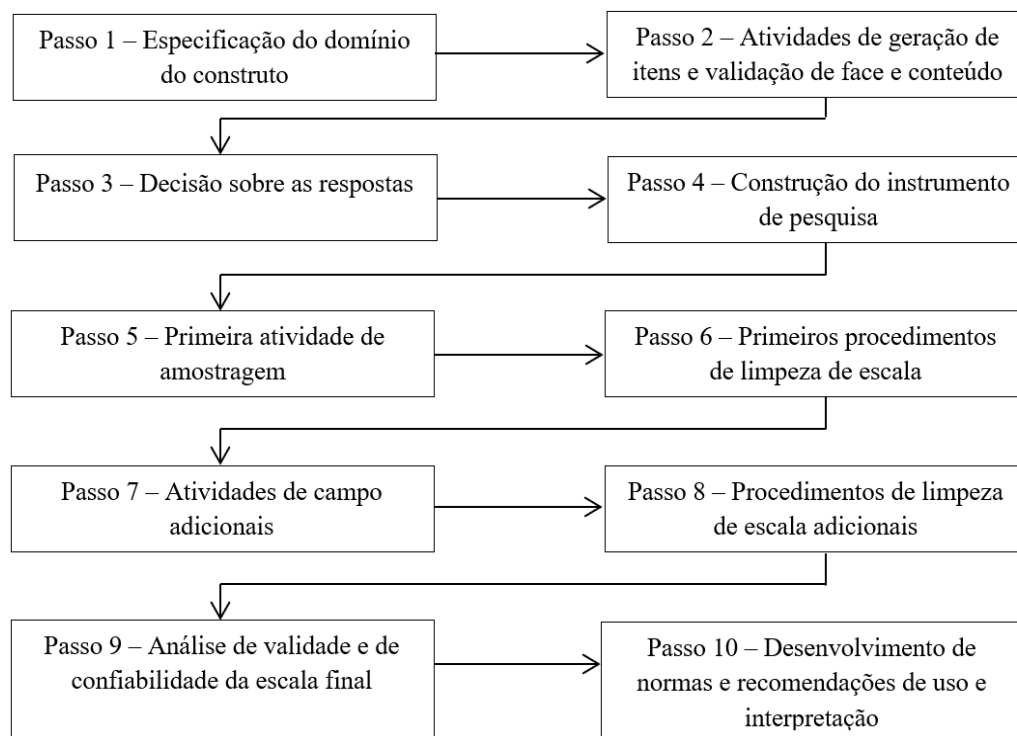 Passo 1 – Especificação do domínio
do construto
Passo 2 – Atividades de geração de
itens e validação de face e conteúdo
Passo 3 – Decisão sobre as respostas
Passo 4 – Construção do instrumento
de pesquisa
Passo 5 – Primeira atividade de
amostragem
Passo 6 – Primeiros procedimentos
de limpeza de escala
Passo 7 – Atividades de campo
adicionais
Passo 8 – Procedimentos de limpeza
de escala adicionais
Passo 9 – Análise de validade e de
confiabilidade da escala final
Passo 10 – Desenvolvimento de
normas e recomendações de uso e
interpretação